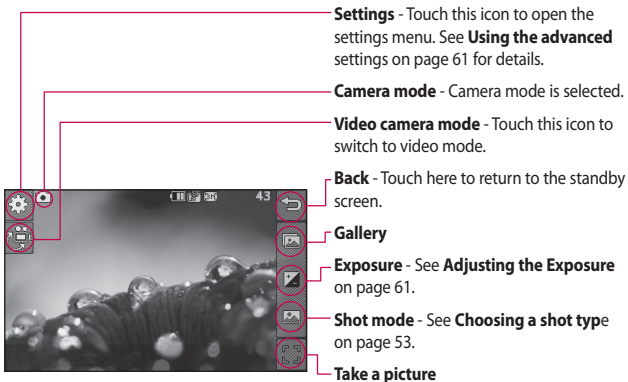 Settings - Touch this icon to open the
settings menu. See Using the advanced
settings on page 61 for details.
Camera mode - Camera mode is selected.
Video camera mode - Touch this icon to
switch to video mode.
Back - Touch here to return to the standby
screen.
43
Gallery
Exposure - See Adjusting the Exposure
on page 61.
Shot mode - See Choosing a shot type
on page 53.
Take a picture